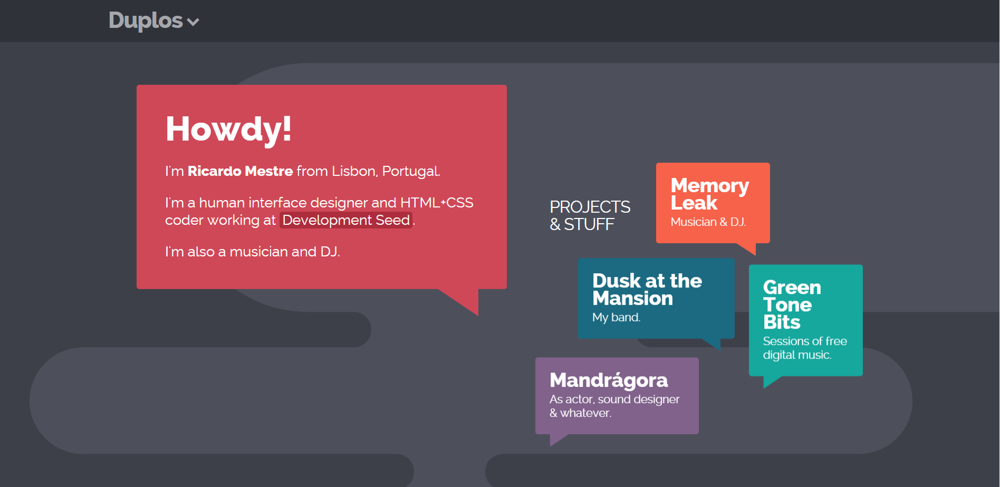 Duplos
Howdy!
I'm Ricardo Mestre from Lisbon, Portugal.
I'm a human interface designer and HTML+CSS
coder working at Development Seed.
I'm also a musician and DJ.
PROJECTS
& STUFF
Memory
Leak
Musician & DJ.
Dusk at the
Mansion
My band.
Green
Tone
Bits
Sessions of free
digital music.
Mandrágora
As actor, sound designer
& whatever.